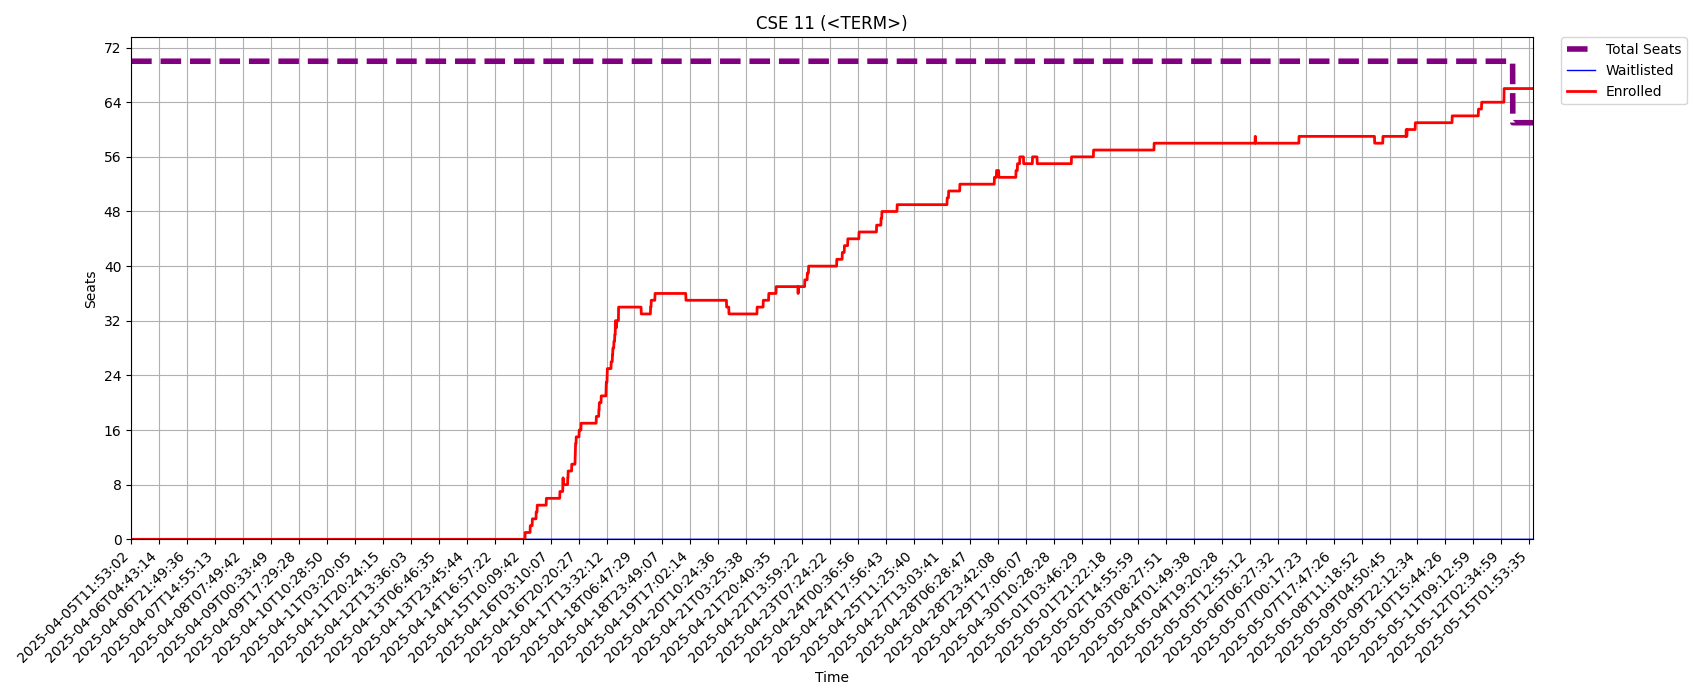 CSE 11 (<TERM>)
Total Seats
Waitlisted
Enrolled
72
64
56
48
40
32
24
16
8
0
Seats
2025-04-05T11:53:02
2025-04-06T04:43:14
2025-04-06T21:49:36
2025-04-07T14:55:13
2025-04-08T07:49:42
2025-04-09T00:33:49
2025-04-09T17:29:28
2025-04-10T10:28:50
2025-04-11T03:20:05
2025-04-11T20:24:15
2025-04-12T13:36:03
2025-04-13T06:46:35
2025-04-13T23:45:44
2025-04-14T16:57:22
2025-04-15T10:09:42
2025-04-16T03:10:07
2025-04-16T20:20:27
2025-04-17T13:32:12
2025-04-18T06:47:29
2025-04-18T23:49:07
2025-04-19T17:02:14
2025-04-20T10:24:36
2025-04-21T03:25:38
2025-04-21T20:40:35
2025-04-22T13:59:22
2025-04-23T07:24:22
2025-04-24T00:36:56
2025-04-24T17:56:43
2025-04-25T11:25:40
2025-04-27T13:03:41
2025-04-28T06:28:47
2025-04-28T23:42:08
2025-04-29T17:06:07
2025-04-30T10:28:28
2025-05-01T03:46:29
2025-05-01T21:22:18
2025-05-02T14:55:59
2025-05-03T08:27:51
2025-05-04T01:49:38
2025-05-04T19:20:28
2025-05-05T12:55:12
2025-05-06T06:27:32
2025-05-07T00:17:23
2025-05-07T17:47:26
2025-05-08T11:18:52
2025-05-09T04:50:45
2025-05-09T22:12:34
2025-05-10T15:44:26
2025-05-11T09:12:59
2025-05-12T02:34:59
2025-05-15T01:53:35
Time